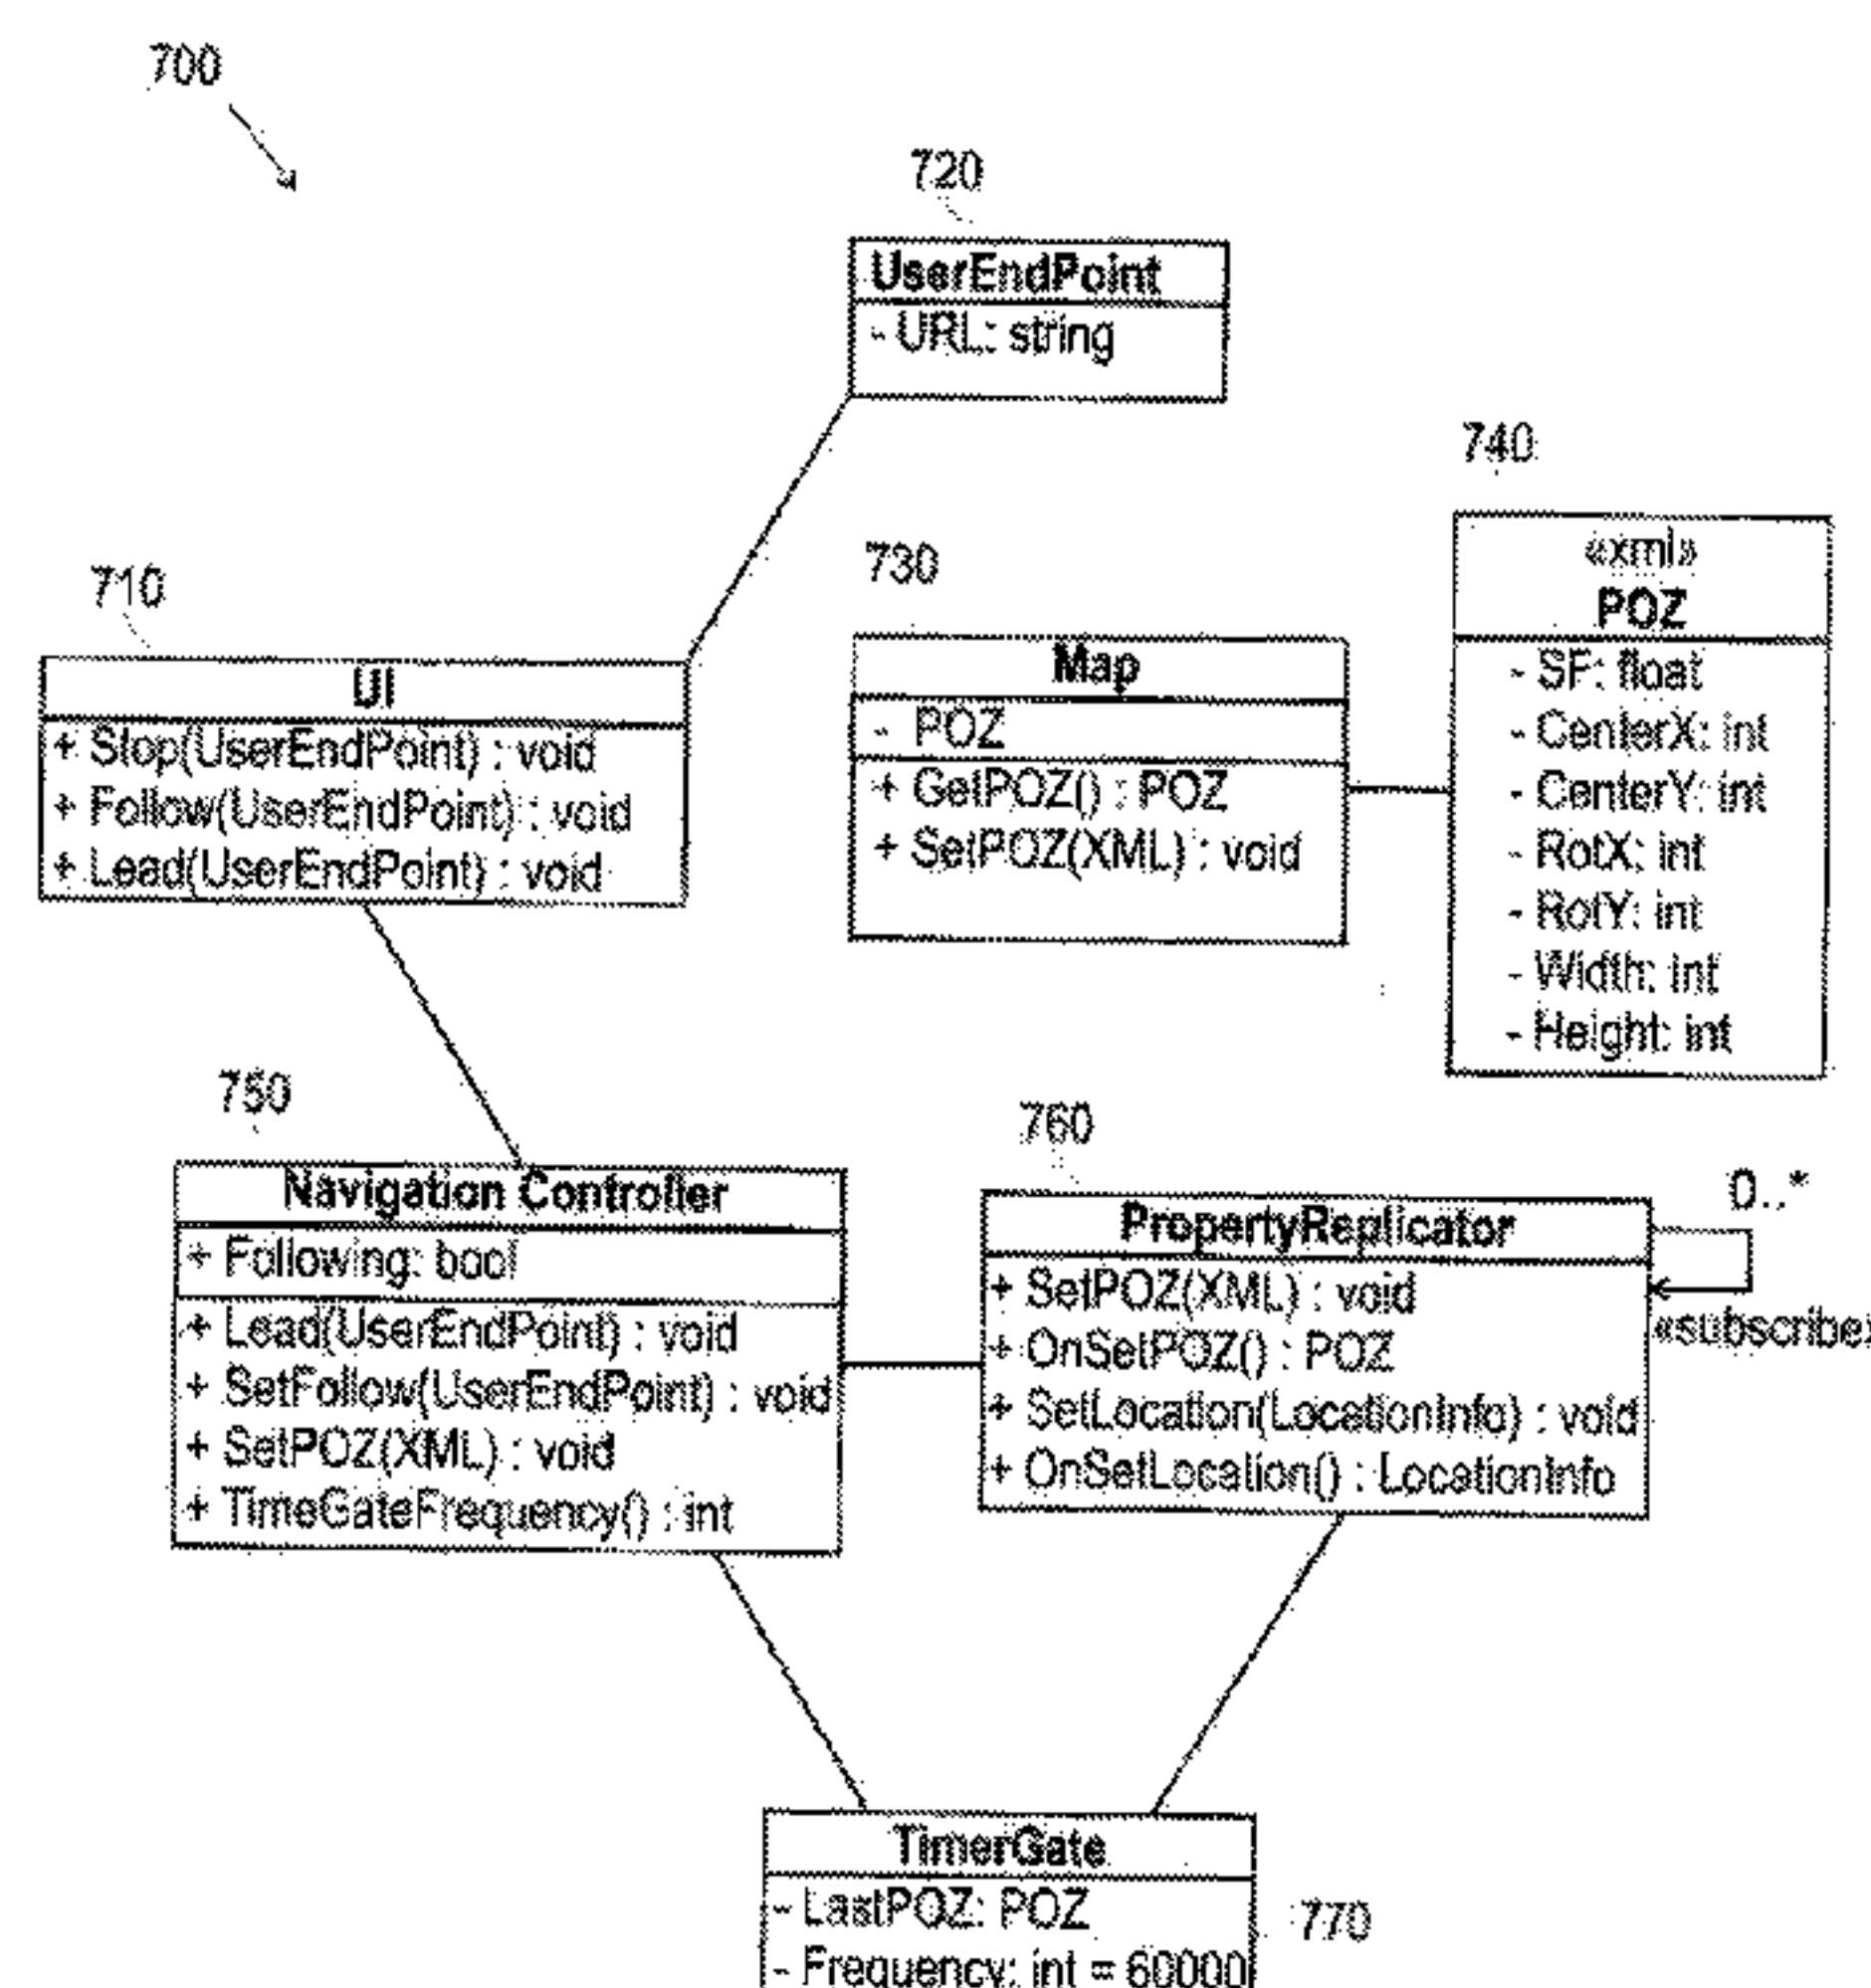 700
720
UserEndPoint
- URL: string
740
«xml»
POZ
- SF: float
- CenterX: int
- CenterY: int
- RotX: int
- RotY: int
- Width: int
- Height: int
730
Map
- POZ
+ GetPOZ() : POZ
+ SetPOZ(XML) : void
710
UI
+ Stop(UserEndPoint) : void
+ Follow(UserEndPoint) : void
+ Lead(UserEndPoint) : void
750
Navigation Controller
+ Following: bool
+ Lead(UserEndPoint) : void
+ SetFollow(UserEndPoint) : void
+ SetPOZ(XML) : void
+ TimeGateFrequency() : int
760
PropertyReplicator
+ SetPOZ(XML) : void
+ OnSetPOZ() : POZ
+ SetLocation(LocationInfo) : void
+ OnSetLocation() : LocationInfo
0..*
«subscribe»
TimerGate
- LastPOZ: POZ
- Frequency: int = 60000
770